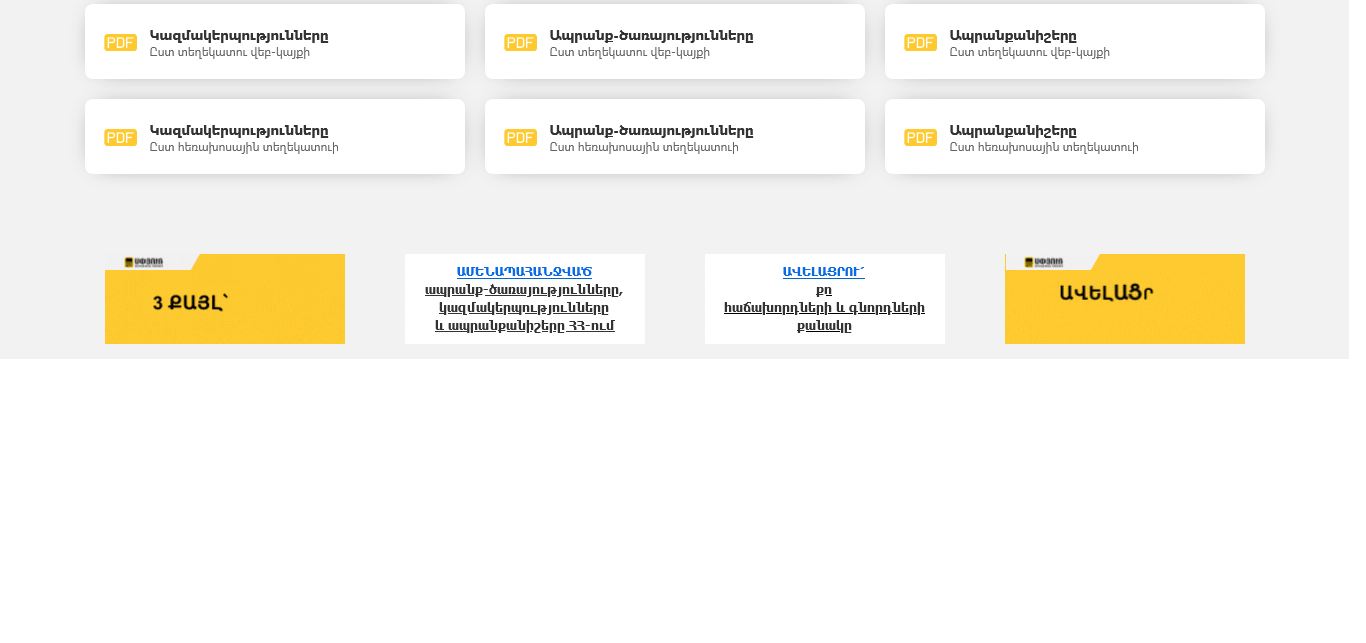 PDF
Կազմակերպությունները
Ըստ տեղեկատու վեբ-կայքի
PDF
Ապրանք-ծառայությունները
Ըստ տեղեկատու վեբ-կայքի
PDF
Ապրանքանիշերը
Ըստ տեղեկատու վեբ-կայքի
PDF
Կազմակերպությունները
Ըստ հեռախոսային տեղեկատուի
PDF
Ապրանք-ծառայությունները
Ըստ հեռախոսային տեղեկատուի
PDF
Ապրանքանիշերը
Ըստ հեռախոսային տեղեկատուի
ՍՓՅՈՒՌ
3 ՔԱՅԼ՝
ԱՄԵՆԱՊԱՀԱՆՋՎԱԾ
ապրանք-ծառայությունները,
կազմակերպությունները
և ապրանքանիշերը ՀՀ-ում
ԱՎԵԼԱՑՐՈՒ՛
քո
հաճախորդների և գնորդների
քանակը
ՍՓՅՈՒՌ
ԱՎԵԼԱՑՐ